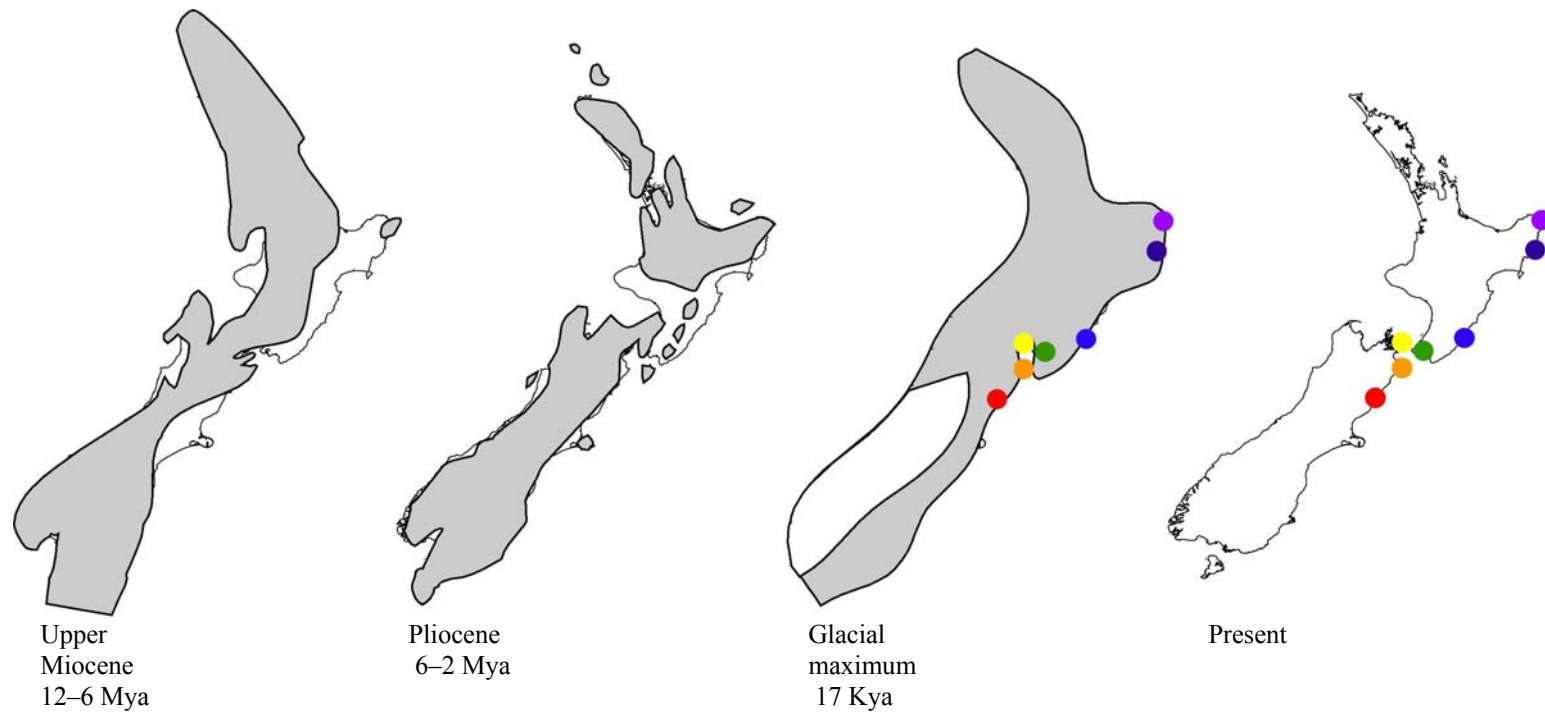 Upper
Miocene
12–6 Mya
Pliocene
6–2 Mya
Glacial
maximum
17 Kya
Present